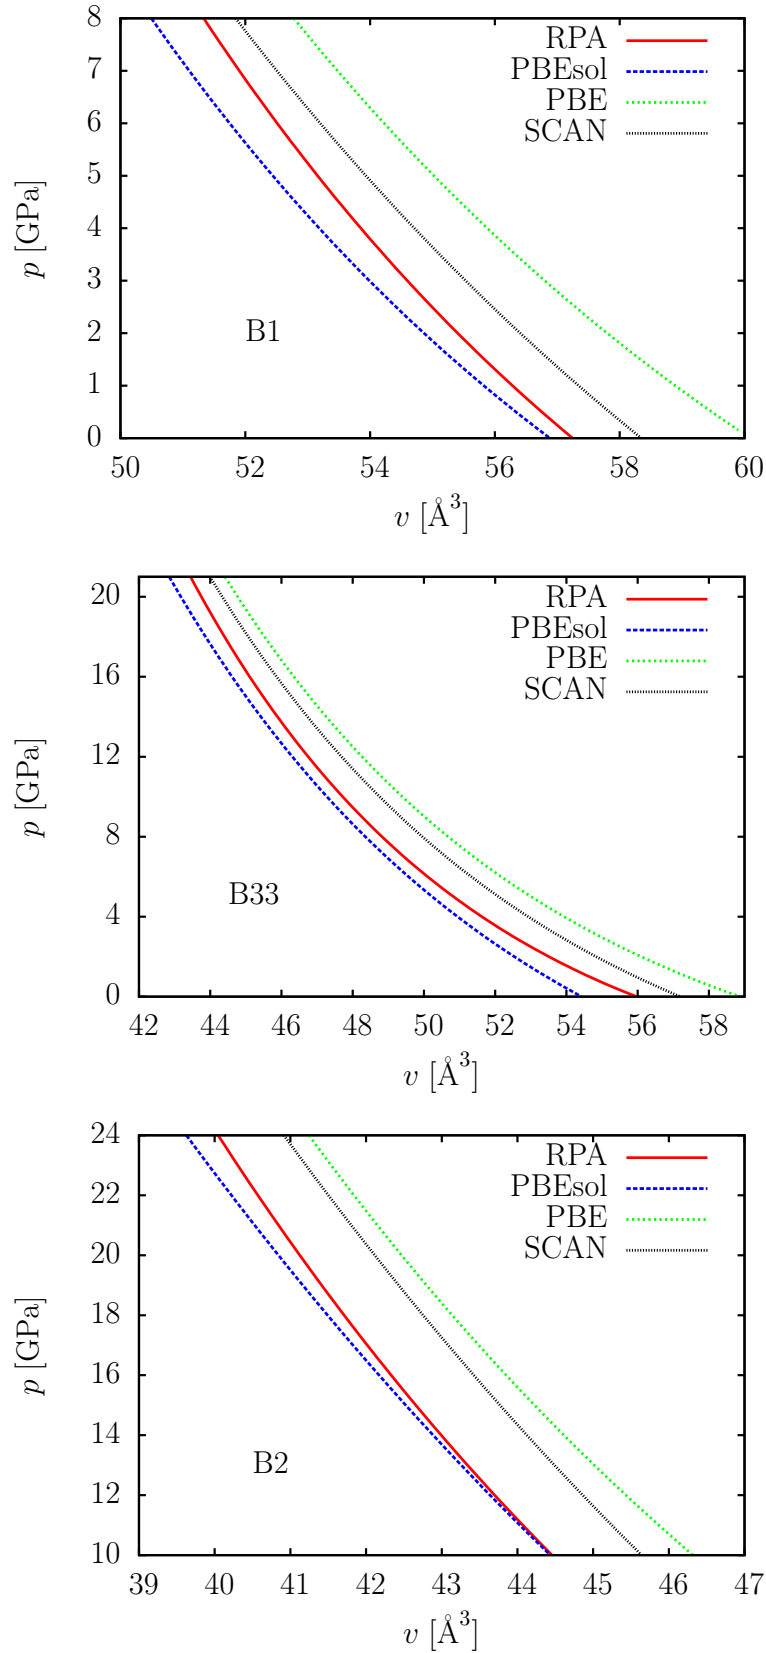 8
7
6
5
4
3
2
1
0
p [GPa]
RPA
PBEsol
PBE
SCAN
B1
50 52 54 56 58 60
v [Å³]
20
16
12
8
4
0
p [GPa]
RPA
PBEsol
PBE
SCAN
B33
42 44 46 48 50 52 54 56 58
v [Å³]
24
22
20
18
16
14
12
10
p [GPa]
RPA
PBEsol
PBE
SCAN
B2
39 40 41 42 43 44 45 46 47
v [Å³]